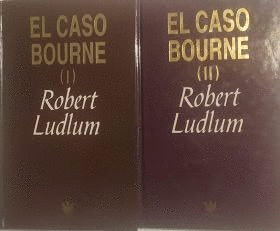 EL CASO
BOURNE
(I)
Robert
Ludlum
EL CASO
BOURNE
(II)
Robert
Ludlum